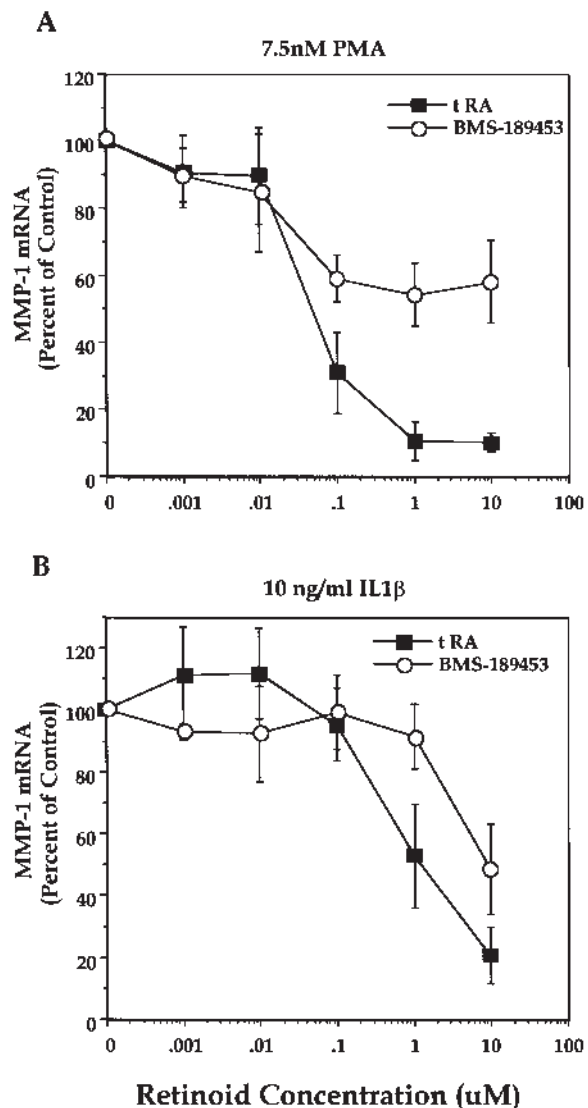 A
7.5nM PMA
t RA
BMS-189453
MMP-1 mRNA
(Percent of Control)
120
100
80
60
40
20
0
0 .001 .01 .1 1 10 100
B
10 ng/ml IL1β
t RA
BMS-189453
MMP-1 mRNA
(Percent of Control)
120
100
80
60
40
20
0
0 .001 .01 .1 1 10 100
Retinoid Concentration (uM)